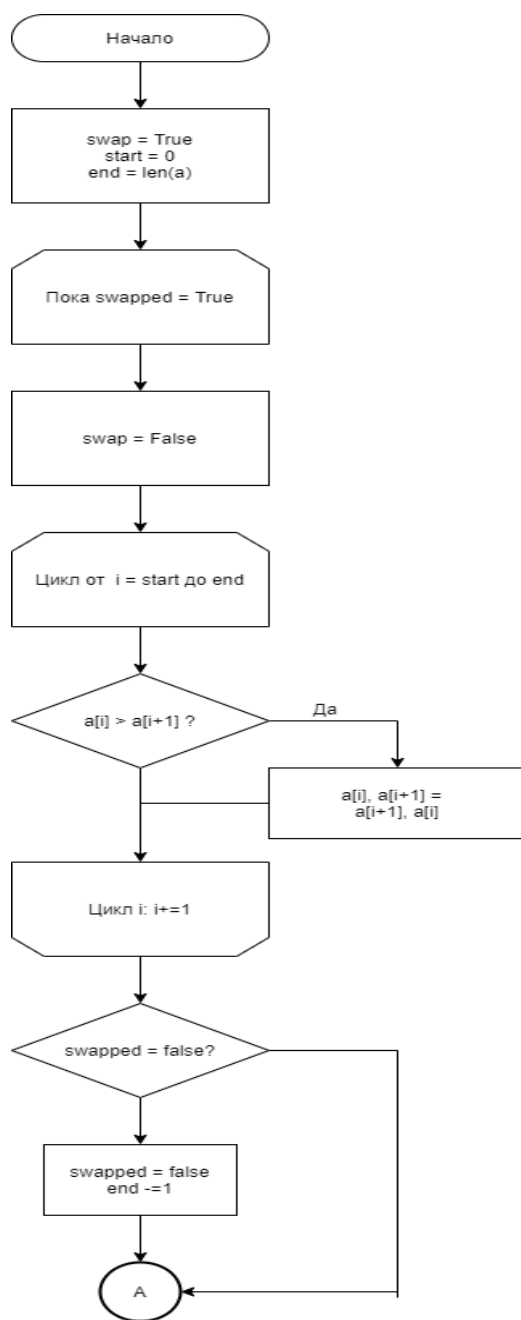 Начало
swap = True
start = 0
end = len(a)
Пока swapped = True
swap = False
Цикл от i = start до end
a[i] > a[i+1] ?
Да
a[i], a[i+1] =
a[i+1], a[i]
Цикл i: i+=1
swapped = false?
swapped = false
end -=1
A